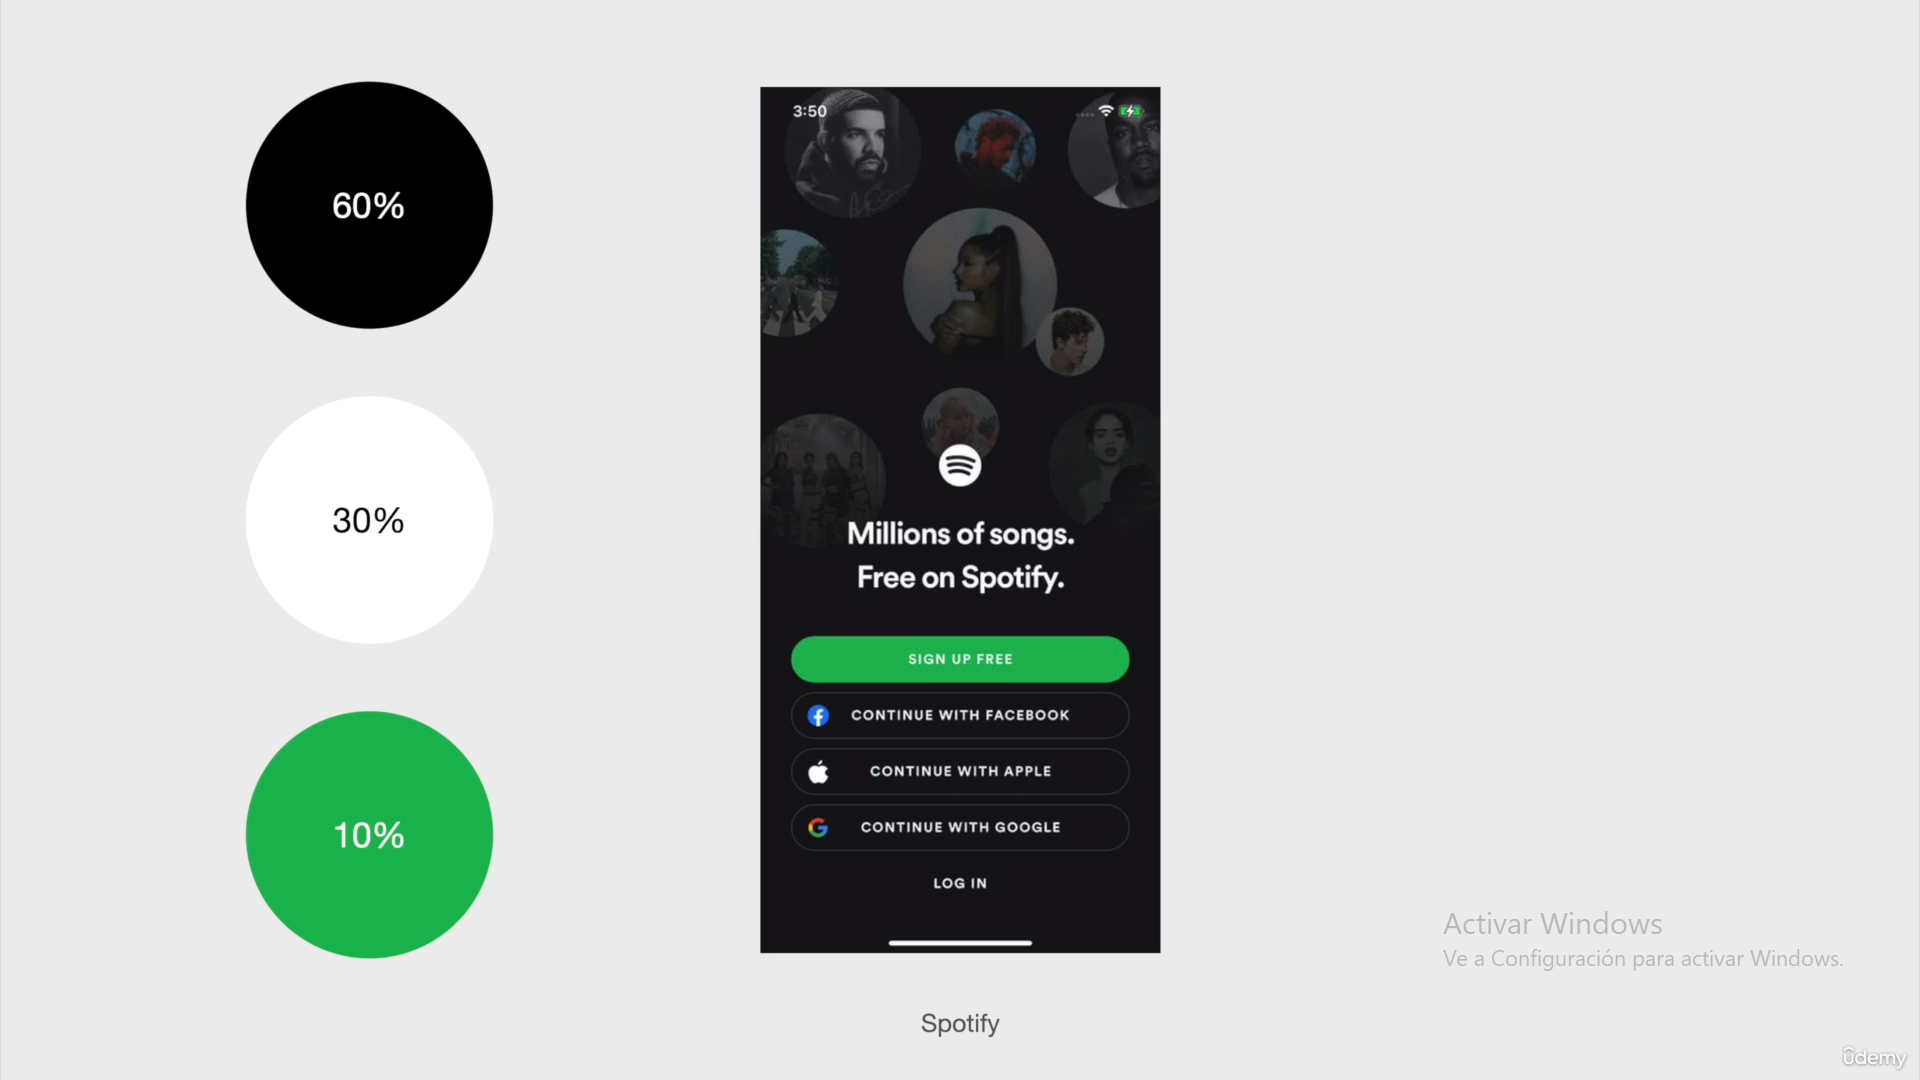 60%
30%
10%
3:50
Millions of songs.
Free on Spotify.
SIGN UP FREE
CONTINUE WITH FACEBOOK
CONTINUE WITH APPLE
CONTINUE WITH GOOGLE
LOG IN
Spotify
Activar Windows
Ve a Configuración para activar Windows.
ûdemy